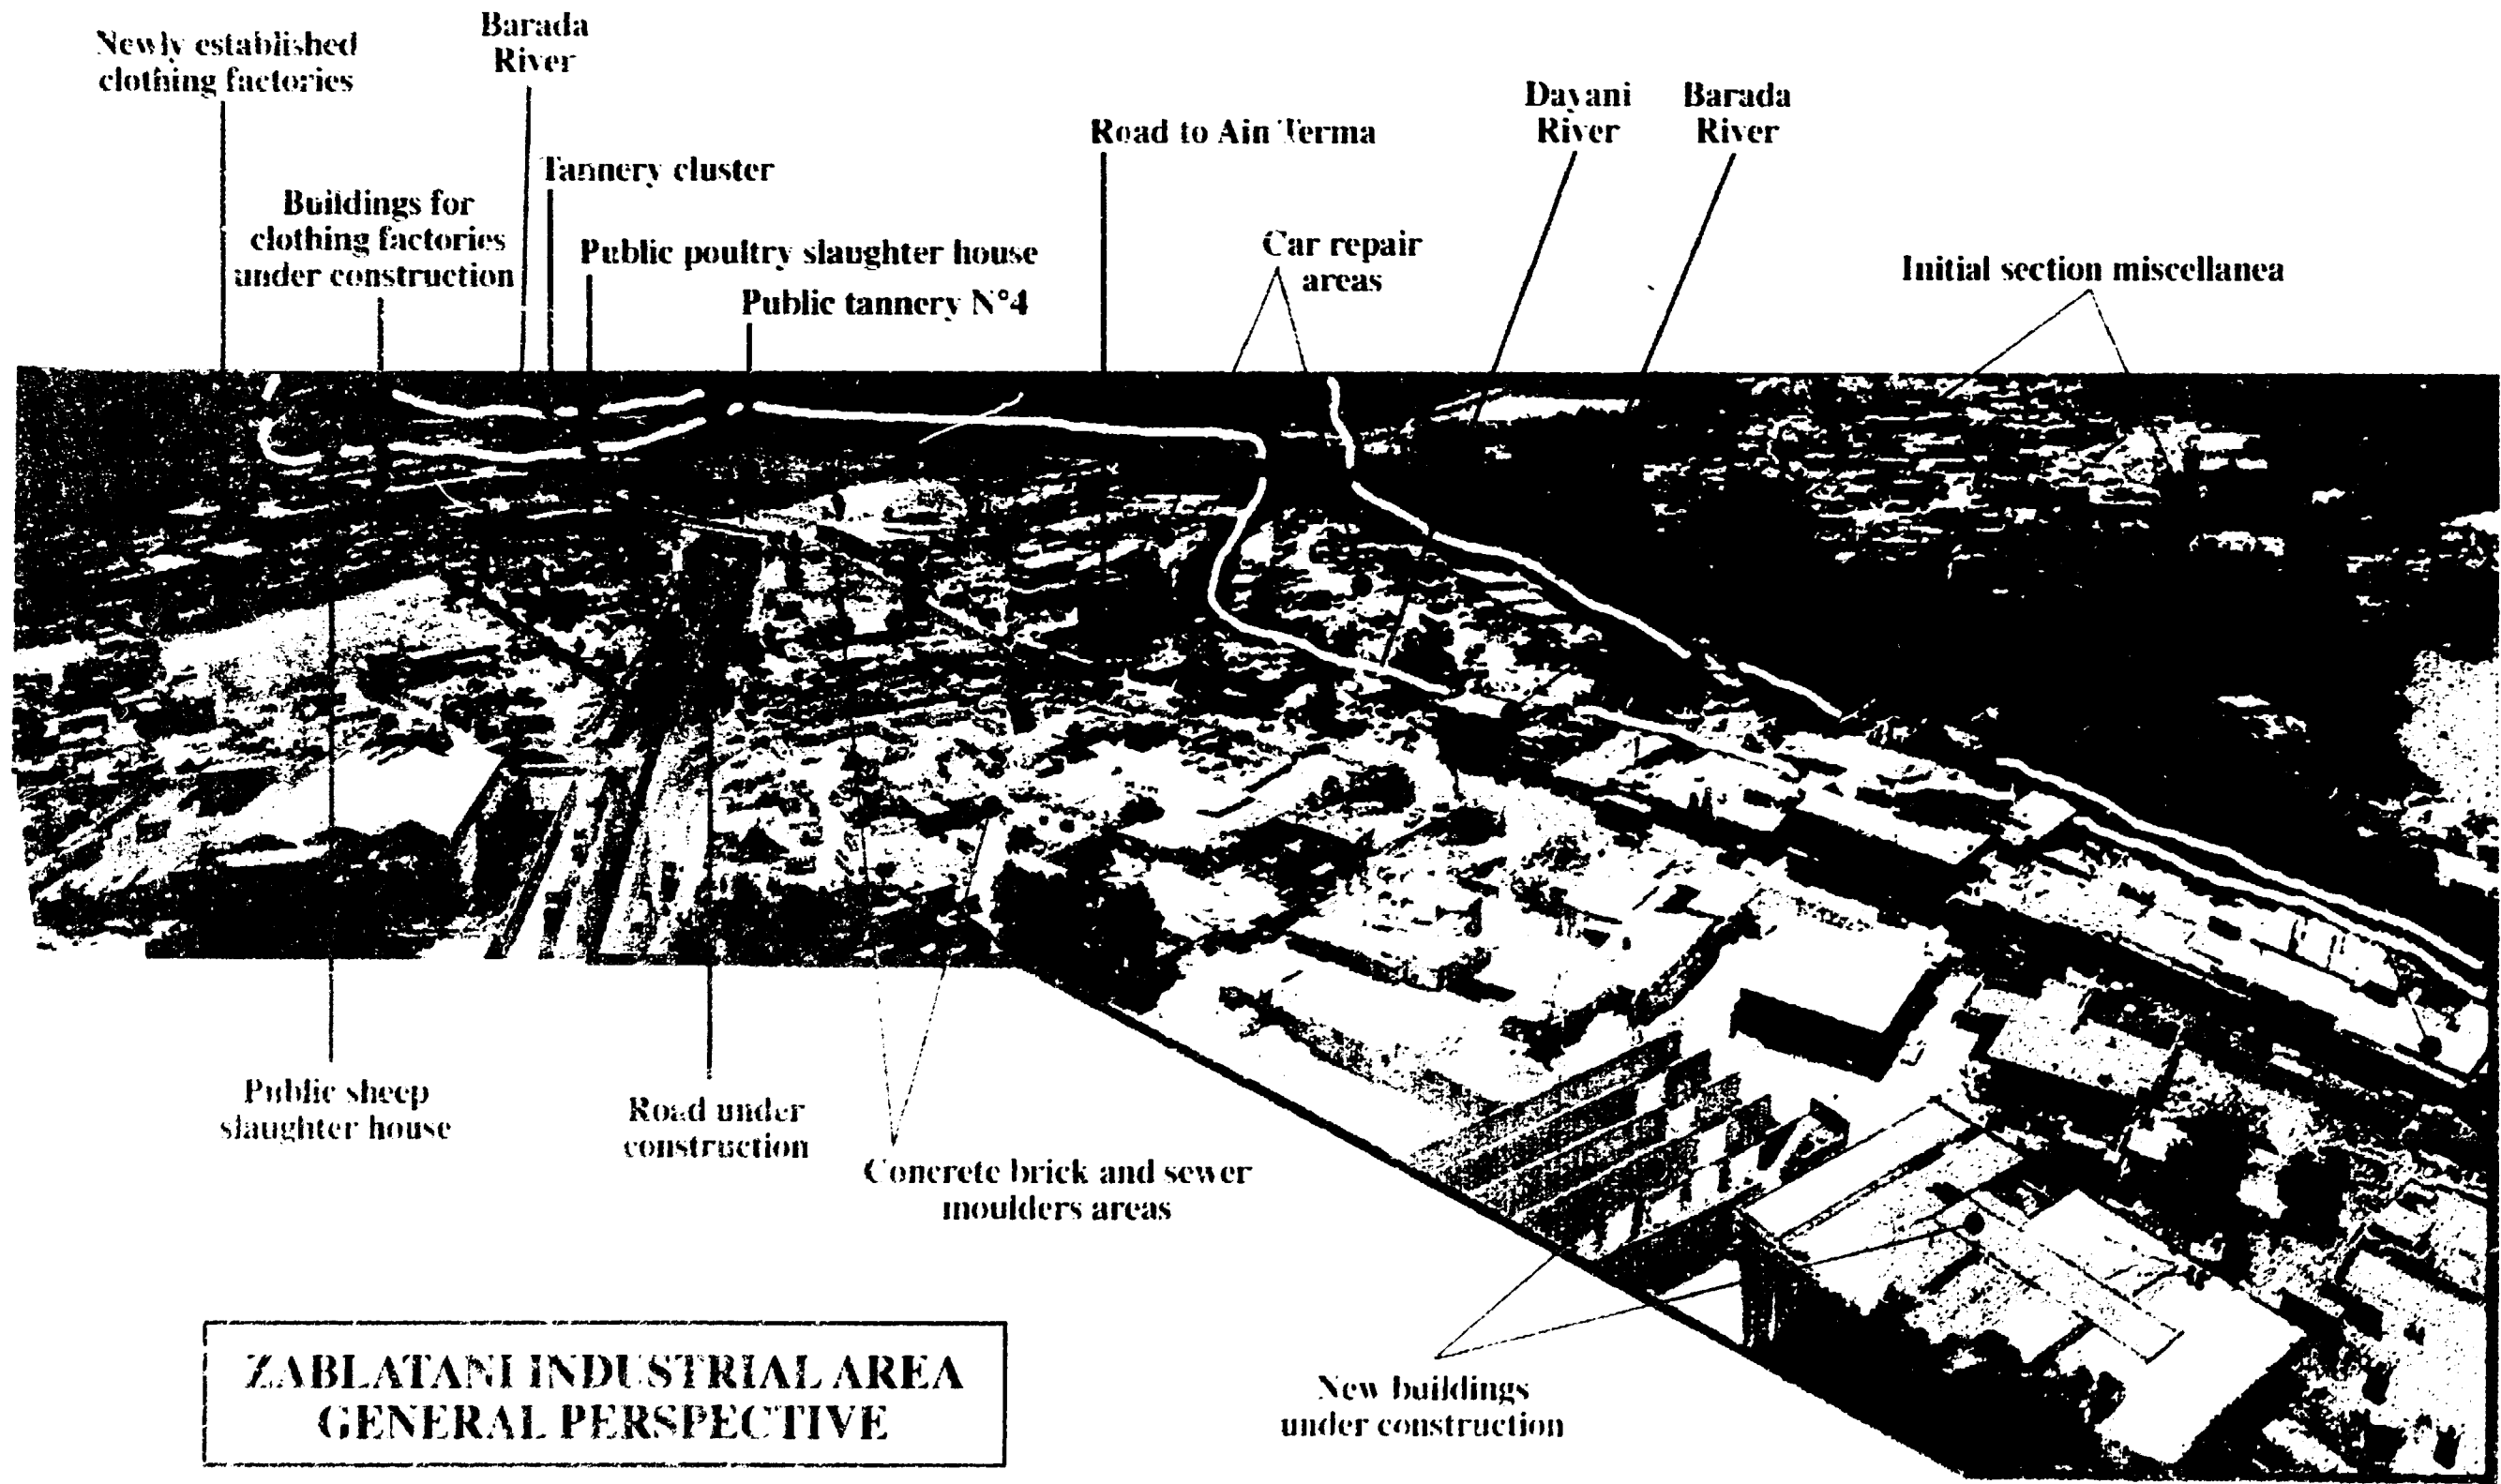 Newly established
clothing factories
Barada
River
Tannery cluster
Buildings for
clothing factories
under construction
Public poultry slaughter house
Public tannery N°4
Road to Ain Terma
Car repair
areas
Dayani
River
Barada
River
Initial section miscellanea
Public sheep
slaughter house
Road under
construction
Concrete brick and sewer
moulders areas
New buildings
under construction
ZABLATANI INDUSTRIAL AREA
GENERAL PERSPECTIVE